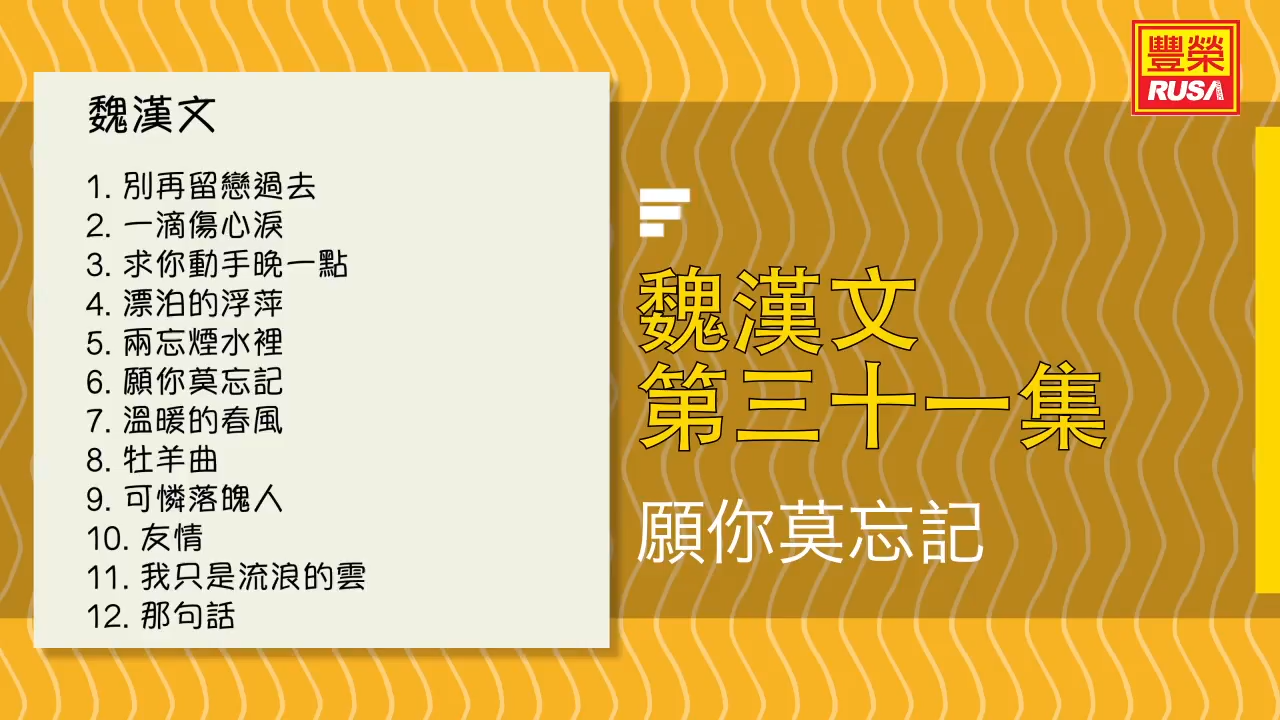 魏漢文
1. 別再留戀過去
2. 一滴傷心淚
3. 求你動手晚一點
4. 漂泊的浮萍
5. 兩忘煙水裡
6. 願你莫忘記
7. 溫暖的春風
8. 牡羊曲
9. 可憐落魄人
10. 友情
11. 我只是流浪的雲
12. 那句話
豐榮
RUSA
魏漢文
第三十一集
願你莫忘記